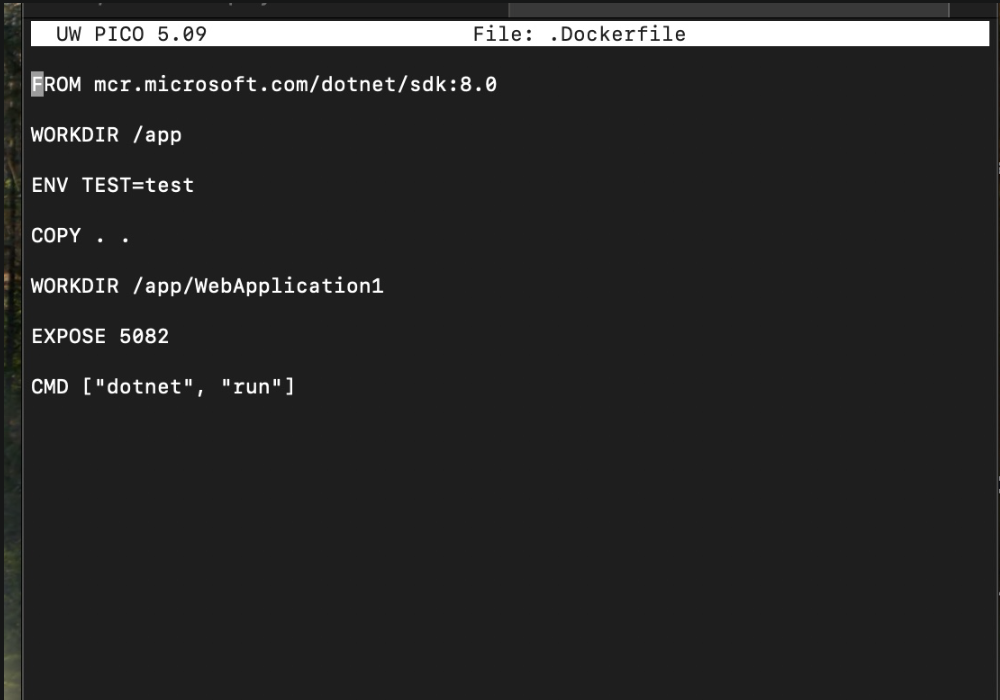 UW PICO 5.09 File: .Dockerfile
FROM mcr.microsoft.com/dotnet/sdk:8.0
WORKDIR /app
ENV TEST=test
COPY . .
WORKDIR /app/WebApplication1
EXPOSE 5082
CMD ["dotnet", "run"]